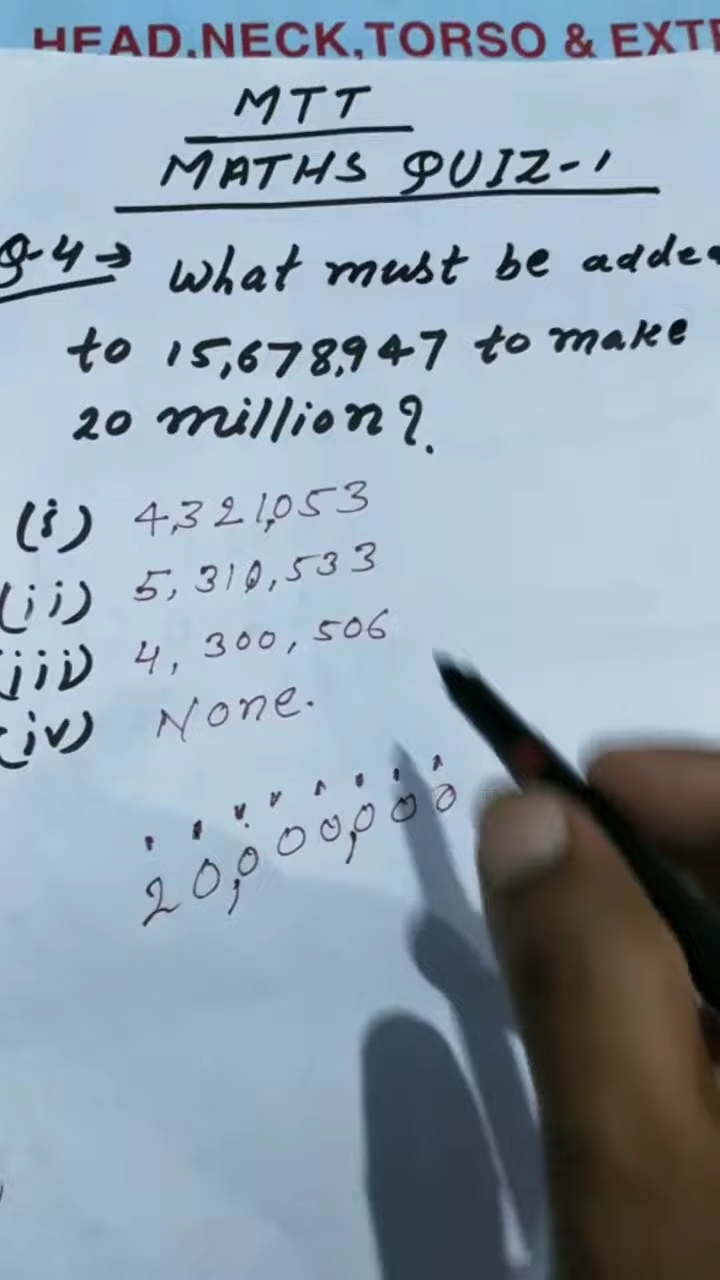 HEAD,NECK,TORSO & EXT
MTT
MATHS QUIZ-1
Q-4→ What must be added
to 15,678,947 to make
20 million?
(i) 4,321,053
(ii) 5,310,533
(iii) 4,300,506
(iv) None.
20,000,000